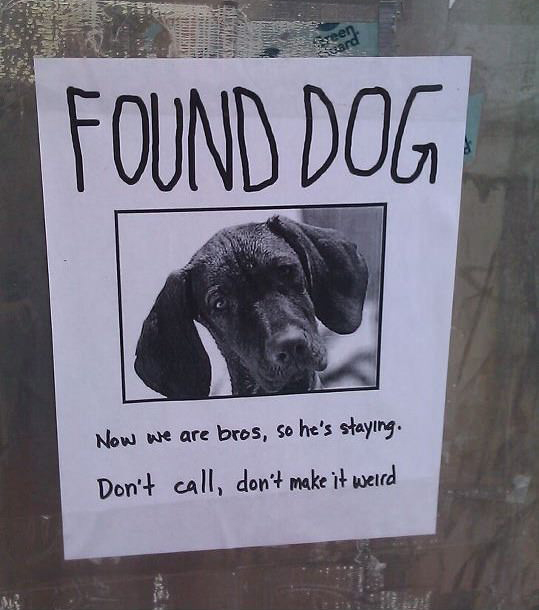 Green
Guard
FOUND DOG
Now we are bros, so he's staying.
Don't call, don't make it weird